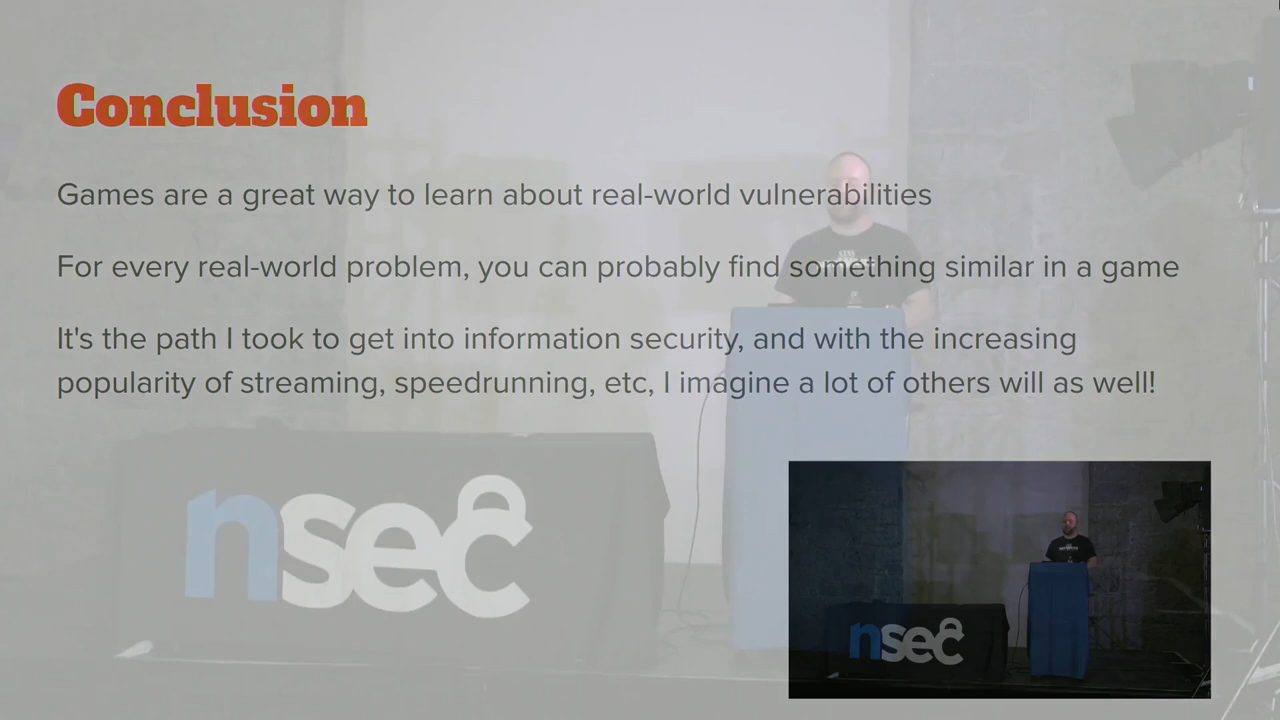 Conclusion
Games are a great way to learn about real-world vulnerabilities
For every real-world problem, you can probably find something similar in a game
It's the path I took to get into information security, and with the increasing
popularity of streaming, speedrunning, etc, I imagine a lot of others will as well!
nsec
nsec